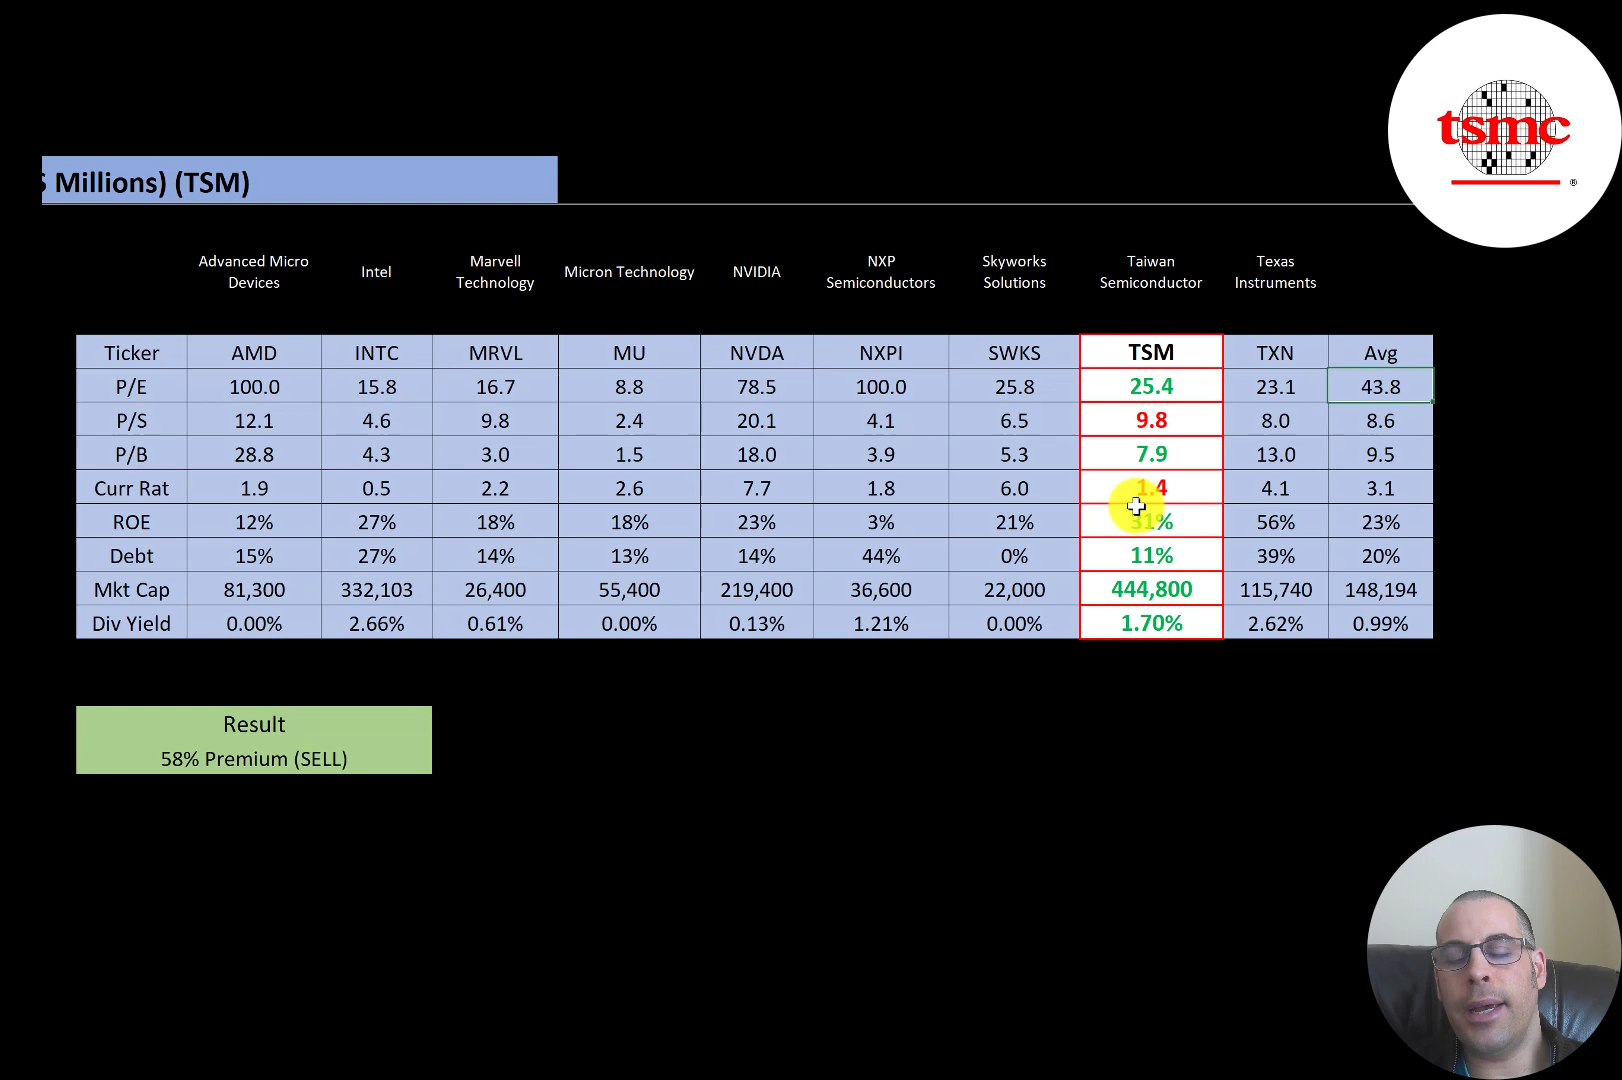 tsmc
®
$ Millions) (TSM)
Advanced Micro Devices Intel Marvell Technology Micron Technology NVIDIA NXP Semiconductors Skyworks Solutions Taiwan Semiconductor Texas Instruments
Ticker AMD INTC MRVL MU NVDA NXPI SWKS TSM TXN Avg
P/E 100.0 15.8 16.7 8.8 78.5 100.0 25.8 25.4 23.1 43.8
P/S 12.1 4.6 9.8 2.4 20.1 4.1 6.5 9.8 8.0 8.6
P/B 28.8 4.3 3.0 1.5 18.0 3.9 5.3 7.9 13.0 9.5
Curr Rat 1.9 0.5 2.2 2.6 7.7 1.8 6.0 1.4 4.1 3.1
ROE 12% 27% 18% 18% 23% 3% 21% 31% 56% 23%
Debt 15% 27% 14% 13% 14% 44% 0% 11% 39% 20%
Mkt Cap 81,300 332,103 26,400 55,400 219,400 36,600 22,000 444,800 115,740 148,194
Div Yield 0.00% 2.66% 0.61% 0.00% 0.13% 1.21% 0.00% 1.70% 2.62% 0.99%
Result
58% Premium (SELL)